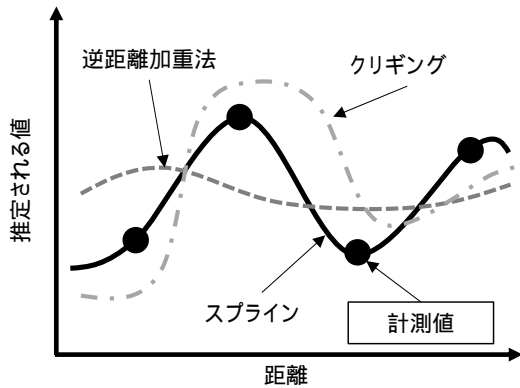 逆距離加重法
クリギング
推定される値
スプライン
計測値
距離